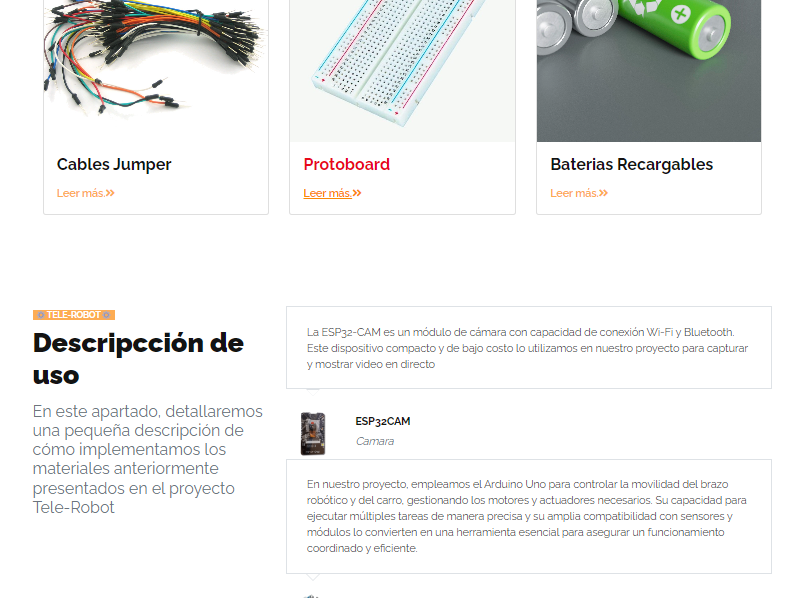 Cables Jumper
Leer más.
Protoboard
Leer más.
Baterias Recargables
Leer más.
TELE-ROBOT
Descripcción de
uso
En este apartado, detallaremos
una pequeña descripción de
cómo implementamos los
materiales anteriormente
presentados en el proyecto
Tele-Robot
La ESP32-CAM es un módulo de cámara con capacidad de conexión Wi-Fi y Bluetooth.
Este dispositivo compacto y de bajo costo lo utilizamos en nuestro proyecto para capturar
y mostrar video en directo
ESP32CAM
Camara
En nuestro proyecto, empleamos el Arduino Uno para controlar la movilidad del brazo
robótico y del carro, gestionando los motores y actuadores necesarios. Su capacidad para
ejecutar múltiples tareas de manera precisa y su amplia compatibilidad con sensores y
módulos lo convierten en una herramienta esencial para asegurar un funcionamiento
coordinado y eficiente.